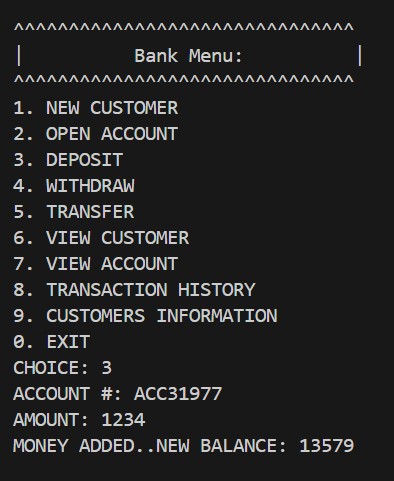 ^^^^^^^^^^^^^^^^^^^^^^^^^^^^^^^
|          Bank Menu:          |
^^^^^^^^^^^^^^^^^^^^^^^^^^^^^^^
1. NEW CUSTOMER
2. OPEN ACCOUNT
3. DEPOSIT
4. WITHDRAW
5. TRANSFER
6. VIEW CUSTOMER
7. VIEW ACCOUNT
8. TRANSACTION HISTORY
9. CUSTOMERS INFORMATION
0. EXIT
CHOICE: 3
ACCOUNT #: ACC31977
AMOUNT: 1234
MONEY ADDED..NEW BALANCE: 13579